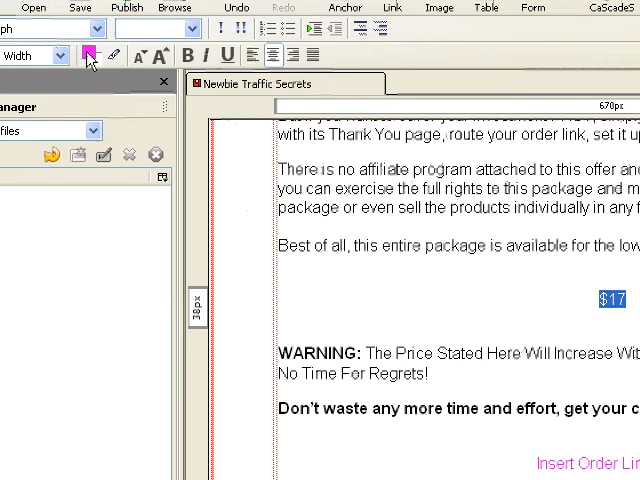 Open Save Publish Browse Undo Redo Anchor Link Image Table Form CaScadeS
ph
Width
B I U
Newbie Traffic Secrets
anager
670px
files
with its Thank You page, route your order link, set it up
There is no affiliate program attached to this offer and
you can exercise the full rights to this package and m
package or even sell the products individually in any f
Best of all, this entire package is available for the low
38px
$17
WARNING: The Price Stated Here Will Increase Wit
No Time For Regrets!
Don't waste any more time and effort, get your c
Insert Order Lin